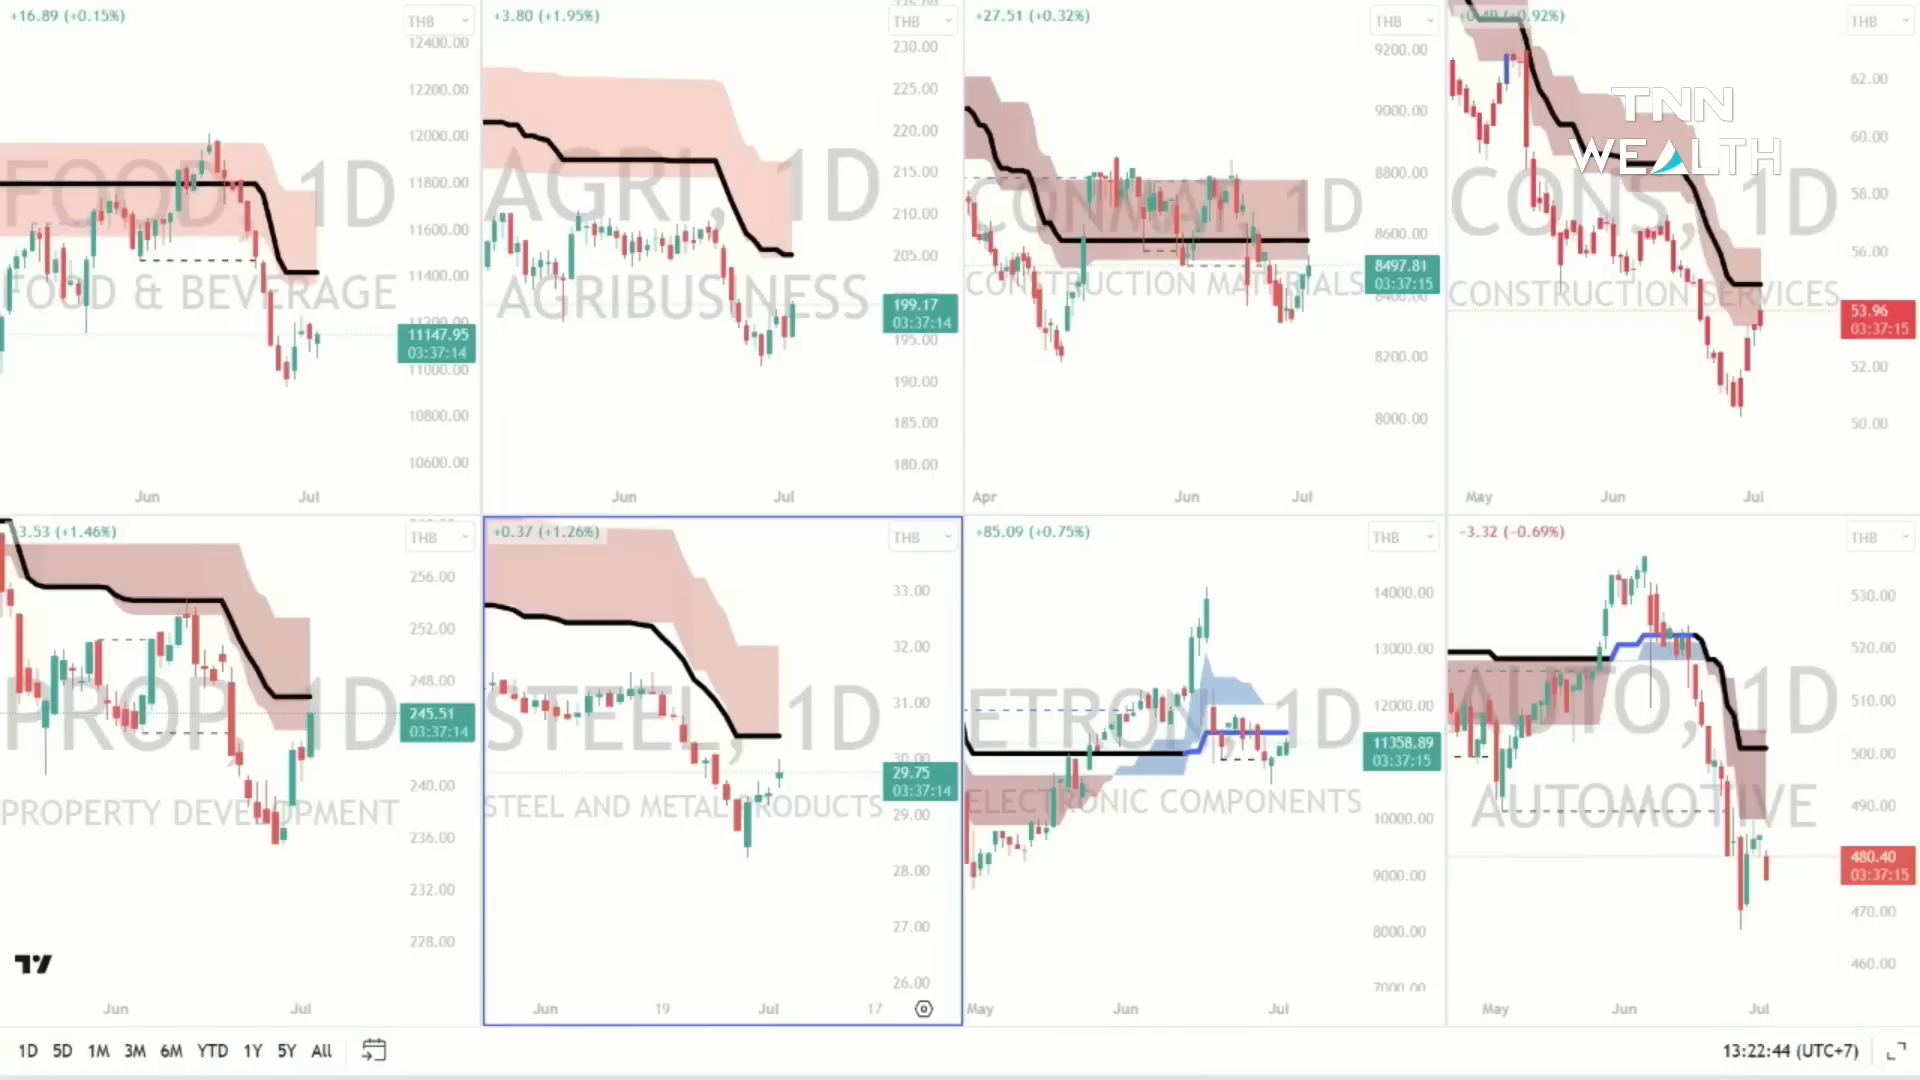 +16.89 (+0.15%)
THB
12400.00
12200.00
12000.00
11800.00
11600.00
11400.00
11147.95
03:37:14
11000.00
10800.00
10600.00
FOOD, 1D
FOOD & BEVERAGE
Jun
Jul
+3.80 (+1.95%)
THB
230.00
225.00
220.00
215.00
210.00
205.00
199.17
03:37:14
195.00
190.00
185.00
180.00
AGRI, 1D
AGRIBUSINESS
Jun
Jul
+27.51 (+0.32%)
THB
9200.00
9000.00
8800.00
8600.00
8497.81
03:37:15
8400.00
8200.00
8000.00
CONMAT, 1D
CONSTRUCTION MATERIALS
Apr
Jun
Jul
THB
62.00
60.00
58.00
56.00
53.96
03:37:15
52.00
50.00
TNN
WEALTH
CONS, 1D
CONSTRUCTION SERVICES
May
Jun
Jul
3.53 (+1.46%)
THB
256.00
252.00
248.00
245.51
03:37:14
240.00
236.00
232.00
228.00
PROP, 1D
PROPERTY DEVELOPMENT
Jun
Jul
+0.37 (+1.26%)
THB
33.00
32.00
31.00
30.00
29.75
03:37:14
29.00
28.00
27.00
26.00
STEEL, 1D
STEEL AND METAL PRODUCTS
Jun
19
Jul
17
+85.09 (+0.75%)
THB
14000.00
13000.00
12000.00
11358.89
03:37:15
10000.00
9000.00
8000.00
7000.00
ETRON, 1D
ELECTRONIC COMPONENTS
May
Jun
Jul
−3.32 (−0.69%)
THB
530.00
520.00
510.00
500.00
490.00
480.40
03:37:15
470.00
460.00
AUTO, 1D
AUTOMOTIVE
May
Jun
Jul
1D 5D 1M 3M 6M YTD 1Y 5Y All
13:22:44 (UTC+7)